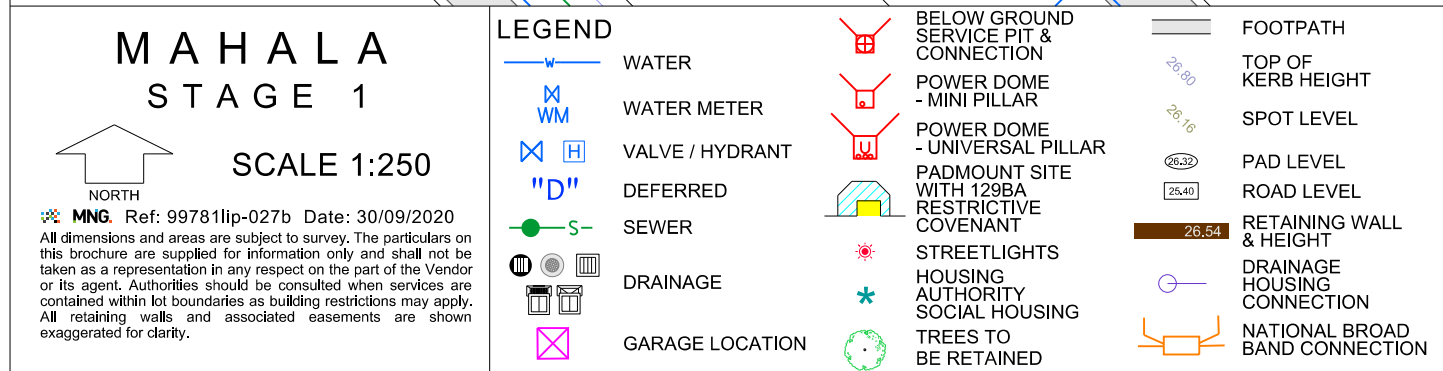 MAHALA
STAGE 1
NORTH
SCALE 1:250
MNG. Ref: 99781lip-027b Date: 30/09/2020
All dimensions and areas are subject to survey. The particulars on
this brochure are supplied for information only and shall not be
taken as a representation in any respect on the part of the Vendor
or its agent. Authorities should be consulted when services are
contained within lot boundaries as building restrictions may apply.
All retaining walls and associated easements are shown
exaggerated for clarity.
LEGEND
W WATER
WM WATER METER
H VALVE / HYDRANT
"D" DEFERRED
S SEWER
DRAINAGE
GARAGE LOCATION
BELOW GROUND
SERVICE PIT &
CONNECTION
POWER DOME
- MINI PILLAR
POWER DOME
U - UNIVERSAL PILLAR
PADMOUNT SITE
WITH 129BA
RESTRICTIVE
COVENANT
STREETLIGHTS
HOUSING
AUTHORITY
SOCIAL HOUSING
TREES TO
BE RETAINED
FOOTPATH
26.80 TOP OF
KERB HEIGHT
26.16 SPOT LEVEL
26.32 PAD LEVEL
25.40 ROAD LEVEL
26.54 RETAINING WALL
& HEIGHT
DRAINAGE
HOUSING
CONNECTION
NATIONAL BROAD
BAND CONNECTION